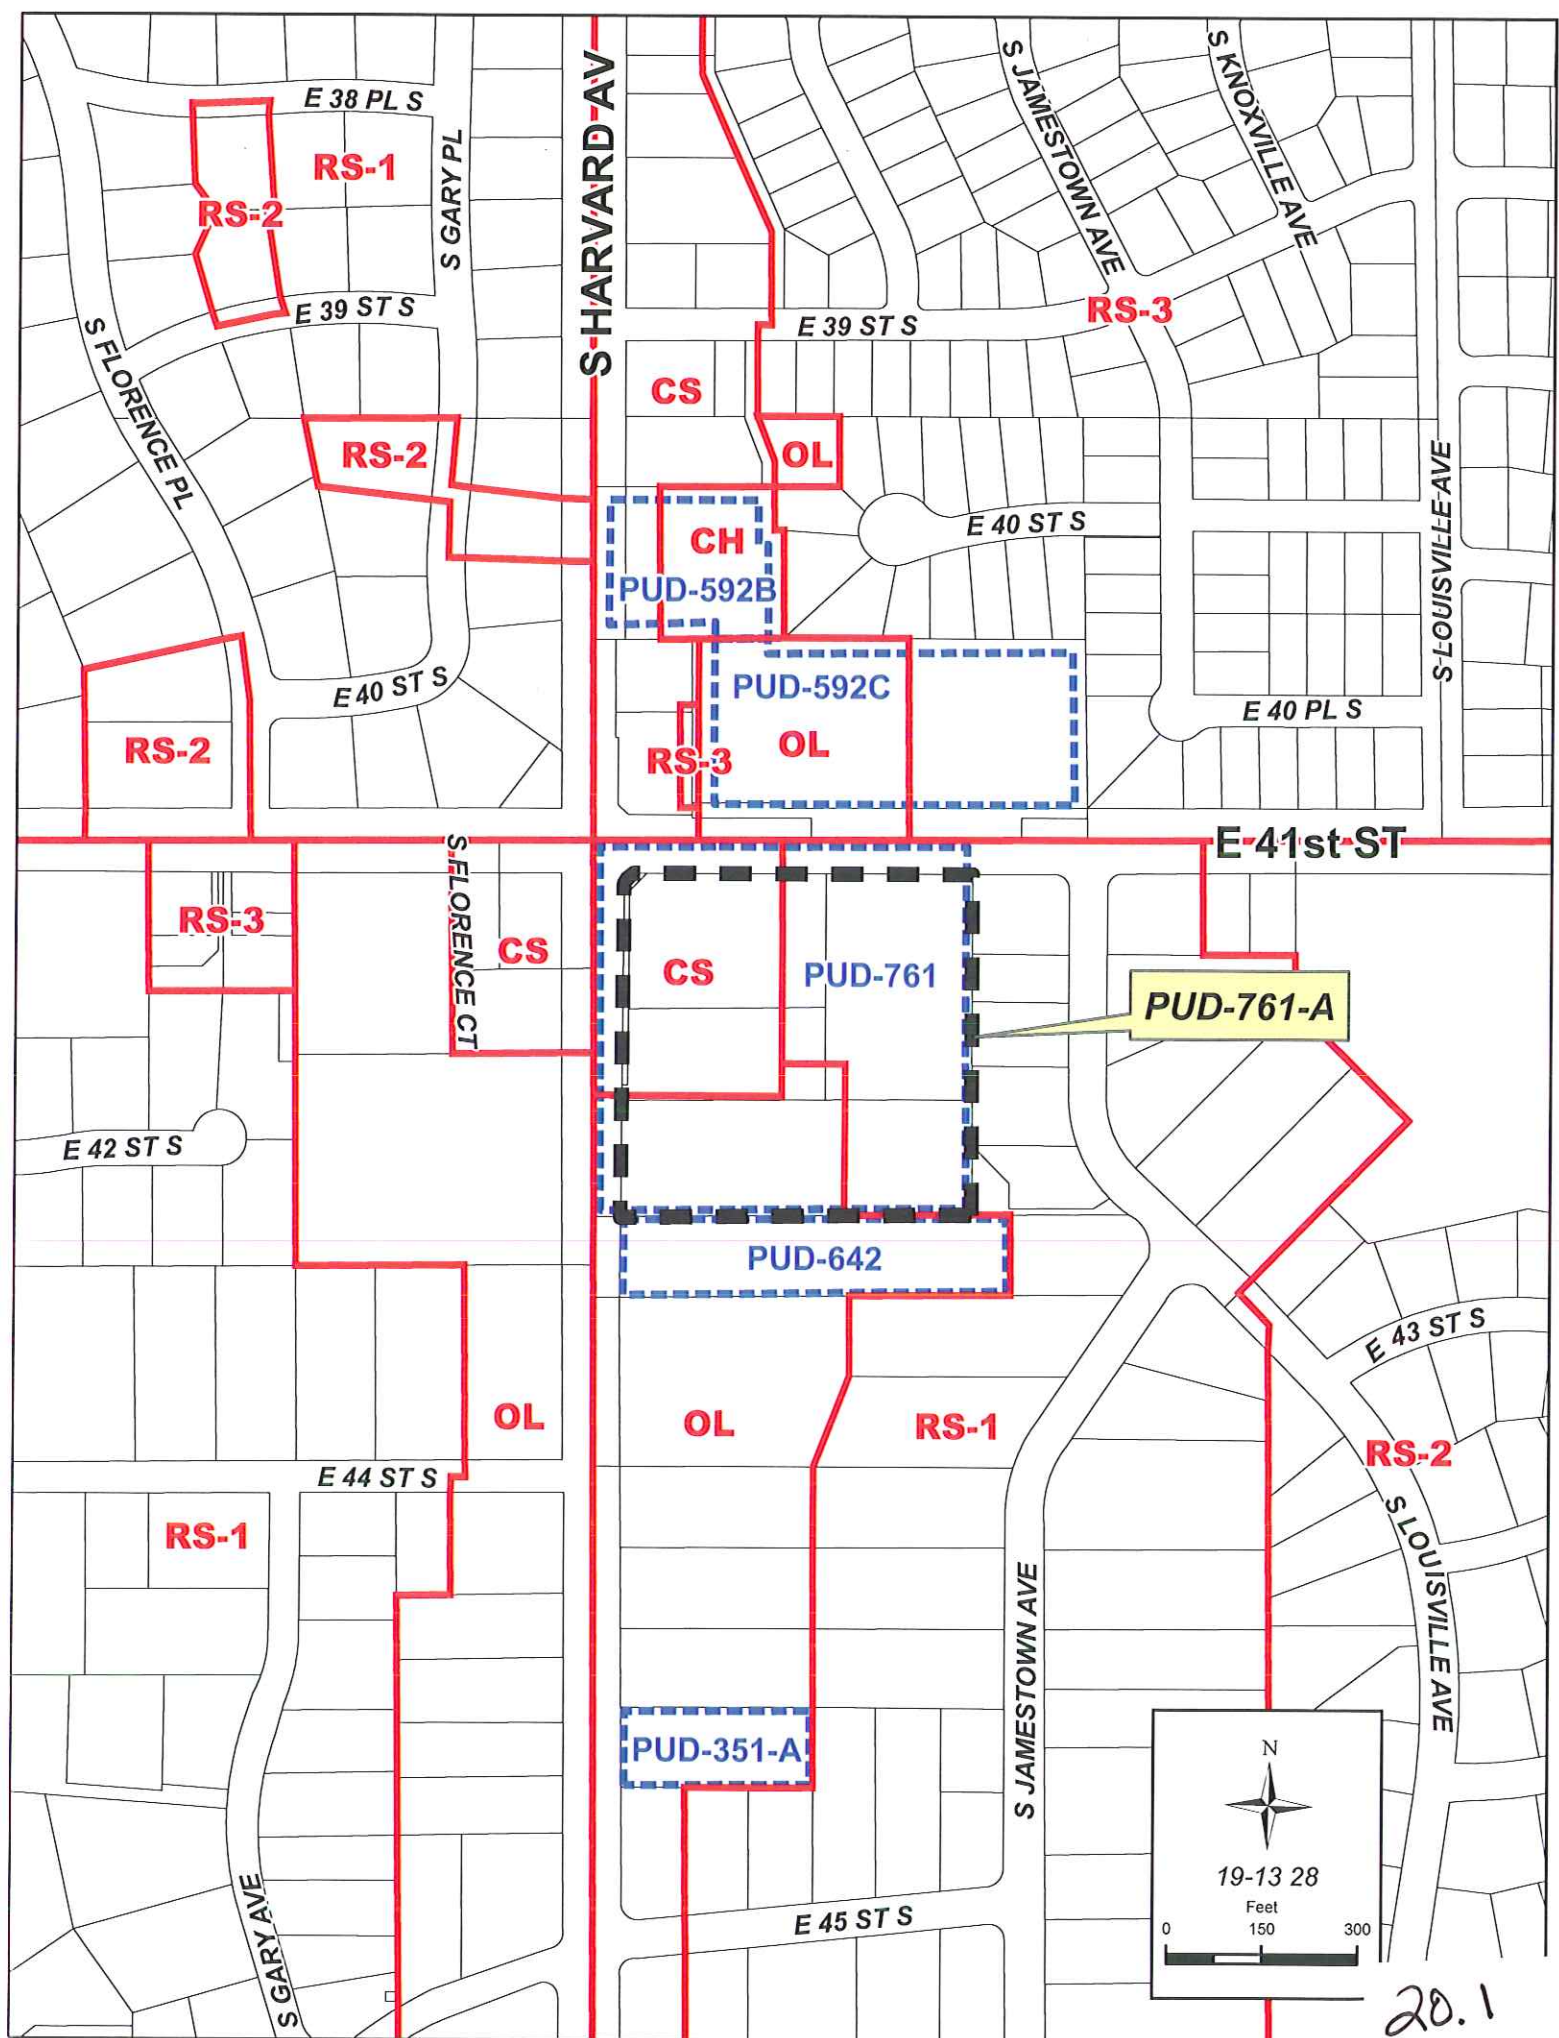 E 38 PL S
S HARVARD AV
S JAMESTOWN AVE
S KNOXVILLE AVE
RS-1
S GARY PL
RS-2
E 39 ST S
S FLORENCE PL
E 39 ST S
RS-3
CS
RS-2
OL
E 40 ST S
S LOUISVILLE AVE
CH
PUD-592B
E 40 ST S
PUD-592C
E 40 PL S
RS-2
RS-3
OL
E 41st ST
S FLORENCE CT
RS-3
CS
CS
PUD-761
PUD-761-A
E 42 ST S
PUD-642
E 43 ST S
OL
OL
RS-1
RS-2
E 44 ST S
RS-1
S LOUISVILLE AVE
S JAMESTOWN AVE
PUD-351-A
S GARY AVE
E 45 ST S
N
19-13 28
Feet
0 150 300
20.1